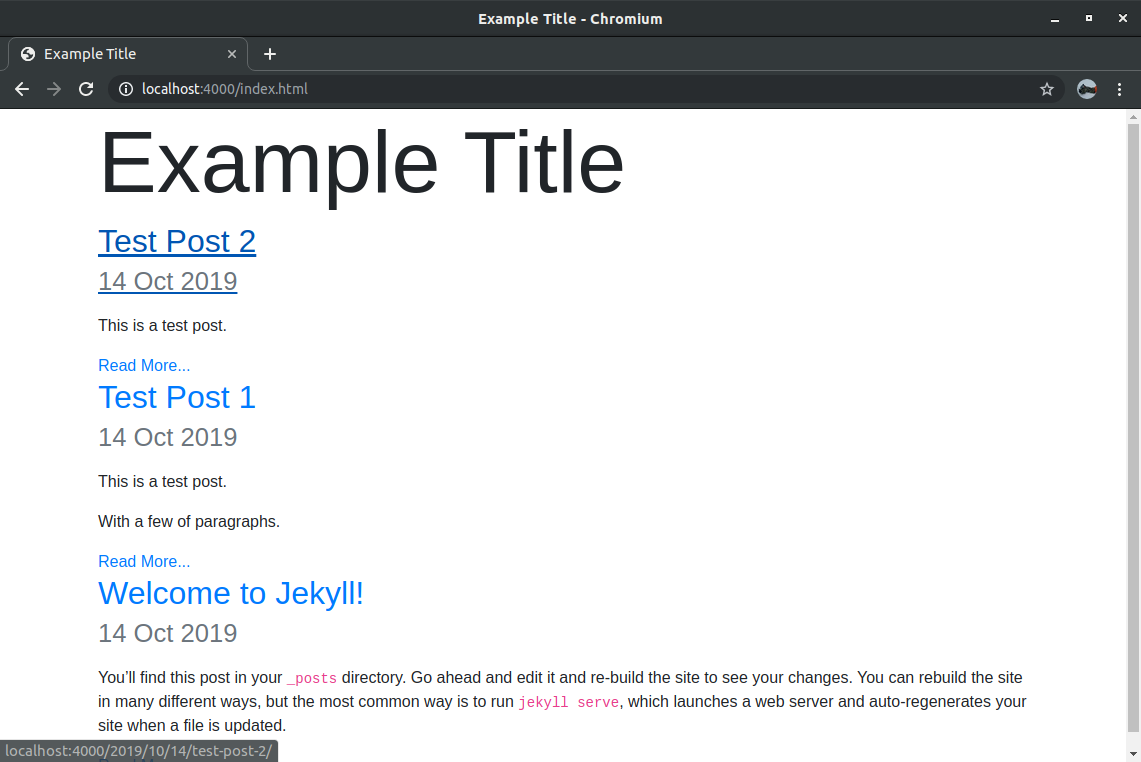 Example Title - Chromium
Example Title
localhost:4000/index.html
Example Title
Test Post 2
14 Oct 2019
This is a test post.
Read More...
Test Post 1
14 Oct 2019
This is a test post.
With a few of paragraphs.
Read More...
Welcome to Jekyll!
14 Oct 2019
You’ll find this post in your _posts directory. Go ahead and edit it and re-build the site to see your changes. You can rebuild the site
in many different ways, but the most common way is to run jekyll serve, which launches a web server and auto-regenerates your
site when a file is updated.
localhost:4000/2019/10/14/test-post-2/